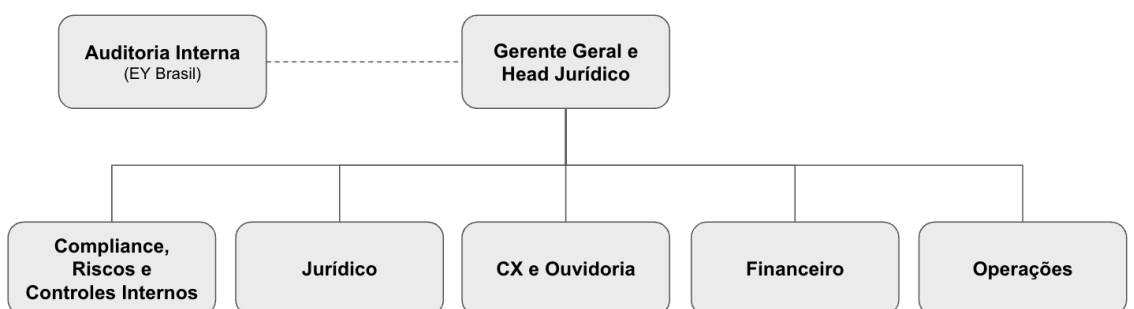 Auditoria Interna
(EY Brasil)
Gerente Geral e
Head Jurídico
Compliance,
Riscos e
Controles Internos
Jurídico
CX e Ouvidoria
Financeiro
Operações